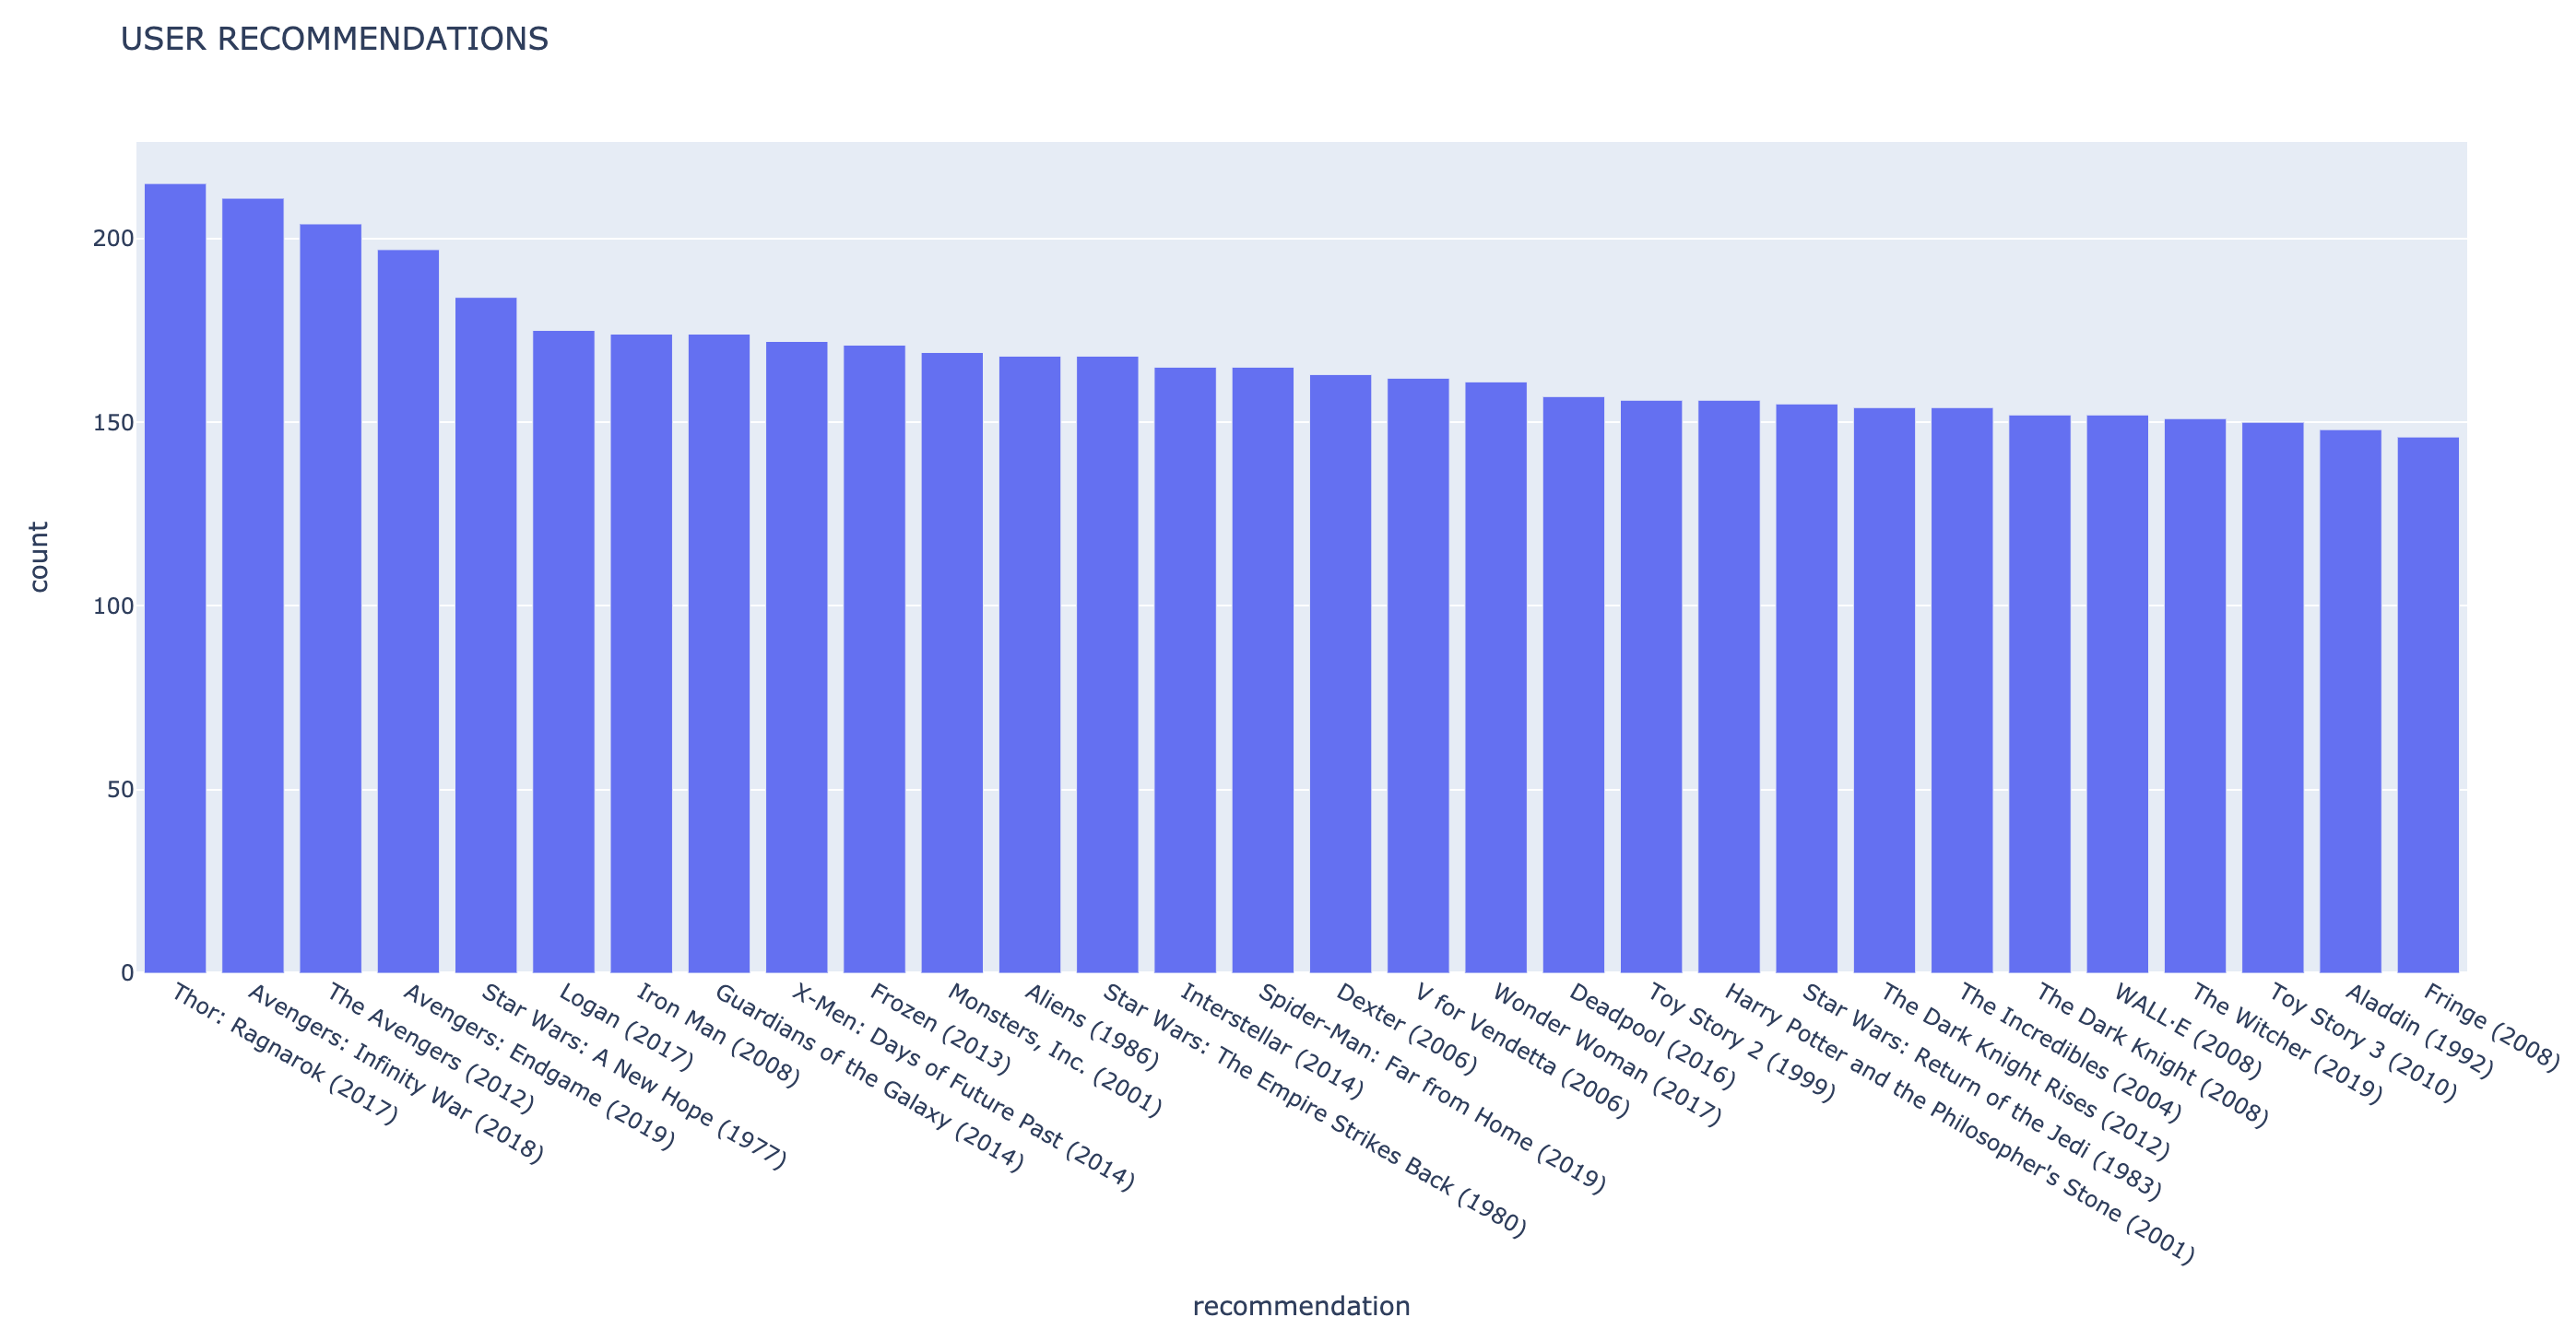 USER RECOMMENDATIONS
count
200
150
100
50
0
Thor: Ragnarok (2017)
Avengers: Infinity War (2018)
The Avengers (2012)
Avengers: Endgame (2019)
Star Wars: A New Hope (1977)
Logan (2017)
Iron Man (2008)
Guardians of the Galaxy (2014)
X-Men: Days of Future Past (2014)
Frozen (2013)
Monsters, Inc. (2001)
Aliens (1986)
Star Wars: The Empire Strikes Back (1980)
Interstellar (2014)
Spider-Man: Far from Home (2019)
Dexter (2006)
V for Vendetta (2006)
Wonder Woman (2017)
Deadpool (2016)
Toy Story 2 (1999)
Harry Potter and the Philosopher's Stone (2001)
Star Wars: Return of the Jedi (1983)
The Dark Knight Rises (2012)
The Incredibles (2004)
The Dark Knight (2008)
WALL·E (2008)
The Witcher (2019)
Toy Story 3 (2010)
Aladdin (1992)
Fringe (2008)
recommendation